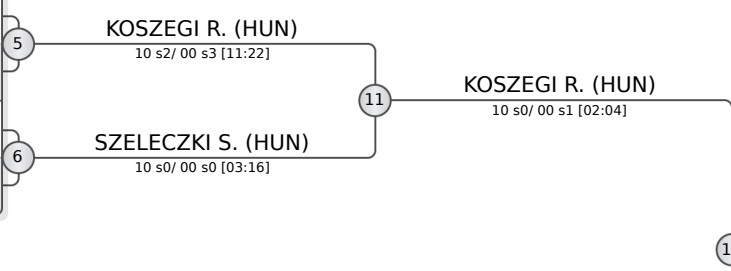 KOSZEGI R. (HUN)
5
10 s2/ 00 s3 [11:22]
KOSZEGI R. (HUN)
11
10 s0/ 00 s1 [02:04]
SZELECZKI S. (HUN)
6
10 s0/ 00 s0 [03:16]